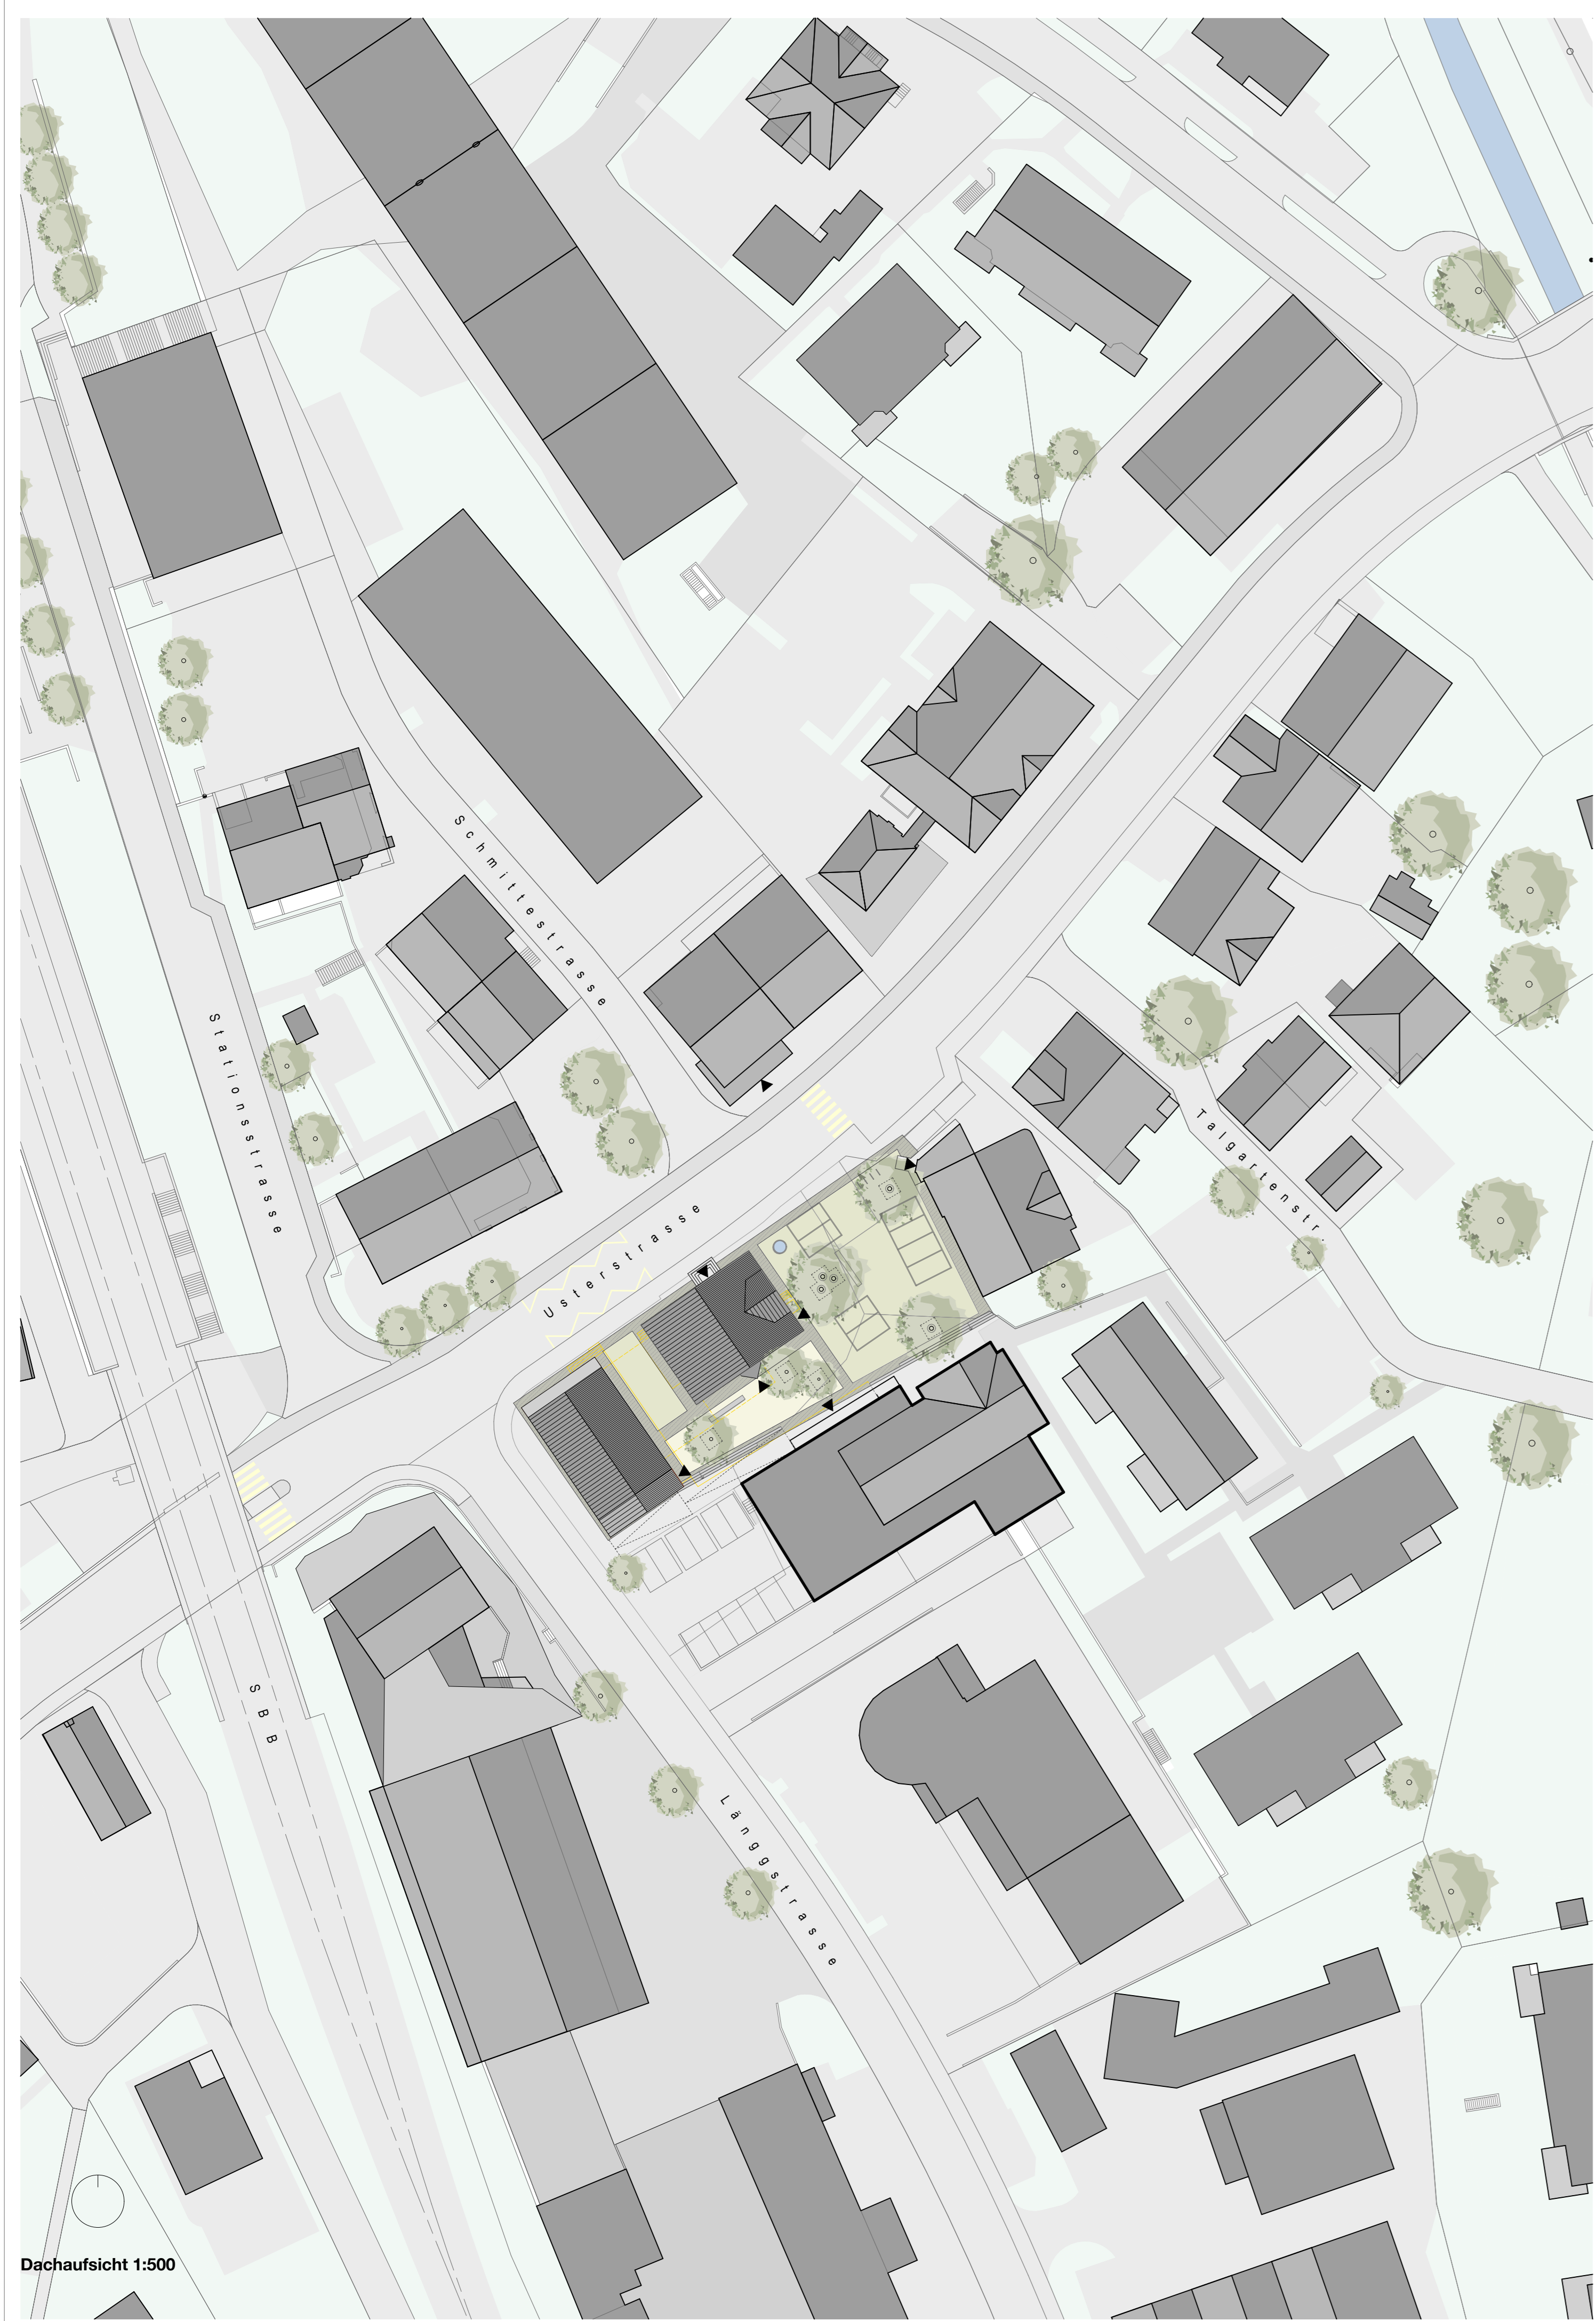 Schmittestrasse
Stationsstrasse
Talgartenstr.
Usterstrasse
SBB
Länggstrasse
Dachaufsicht 1:500